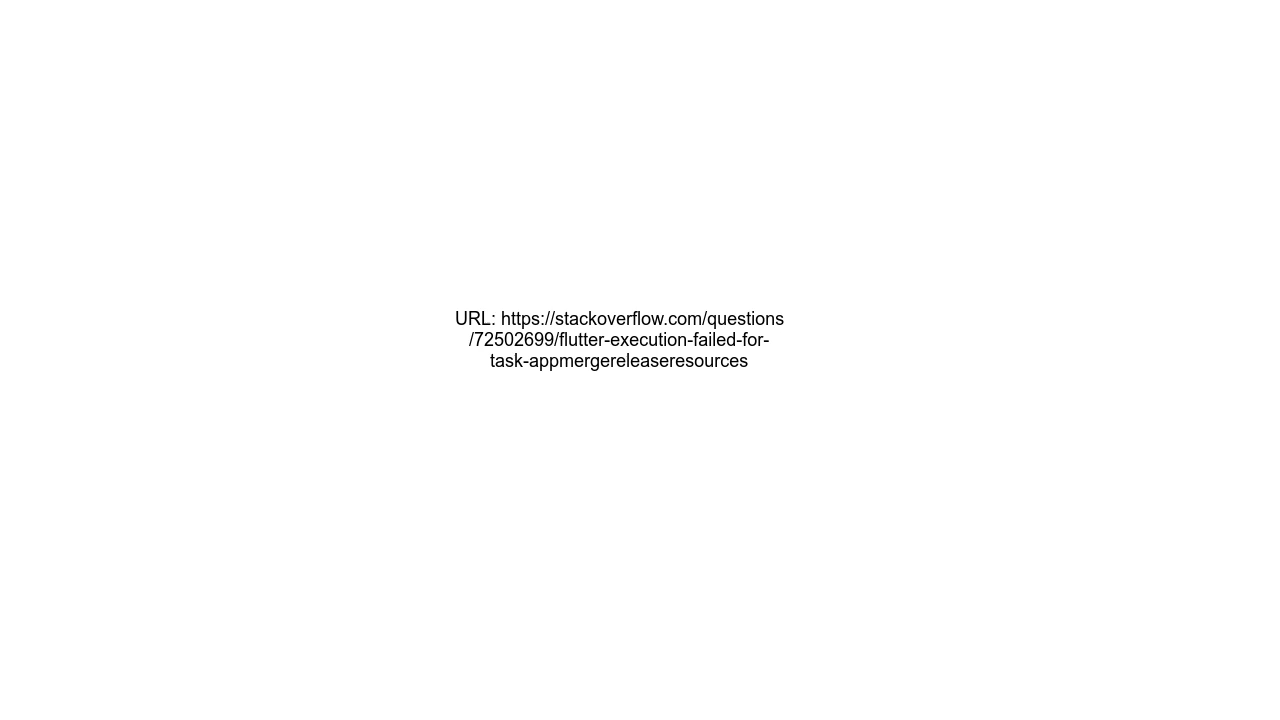 URL: https://stackoverflow.com/questions
/72502699/flutter-execution-failed-for-
task-appmergereleaseresources